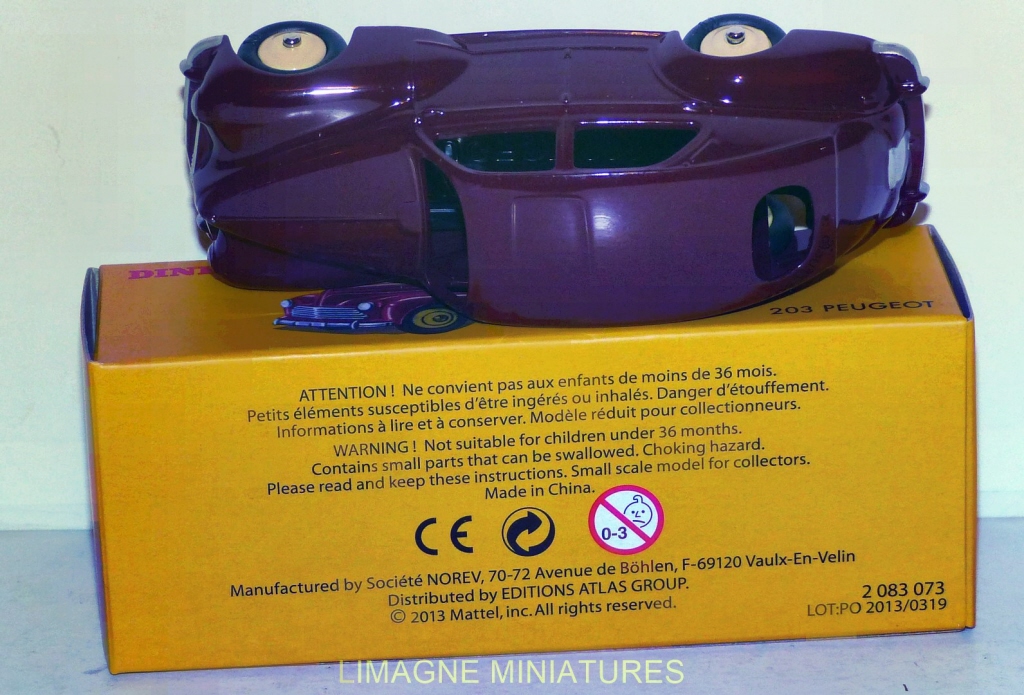 DIN
203 PEUGEOT
ATTENTION ! Ne convient pas aux enfants de moins de 36 mois.
Petits éléments susceptibles d'être ingérés ou inhalés. Danger d'étouffement.
Informations à lire et à conserver. Modèle réduit pour collectionneurs.
WARNING ! Not suitable for children under 36 months.
Contains small parts that can be swallowed. Choking hazard.
Please read and keep these instructions. Small scale model for collectors.
Made in China.
CE
0-3
Manufactured by Société NOREV, 70-72 Avenue de Böhlen, F-69120 Vaulx-En-Velin
Distributed by EDITIONS ATLAS GROUP.
© 2013 Mattel, inc. All rights reserved.
2 083 073
LOT:PO 2013/0319
LIMAGNE MINIATURES